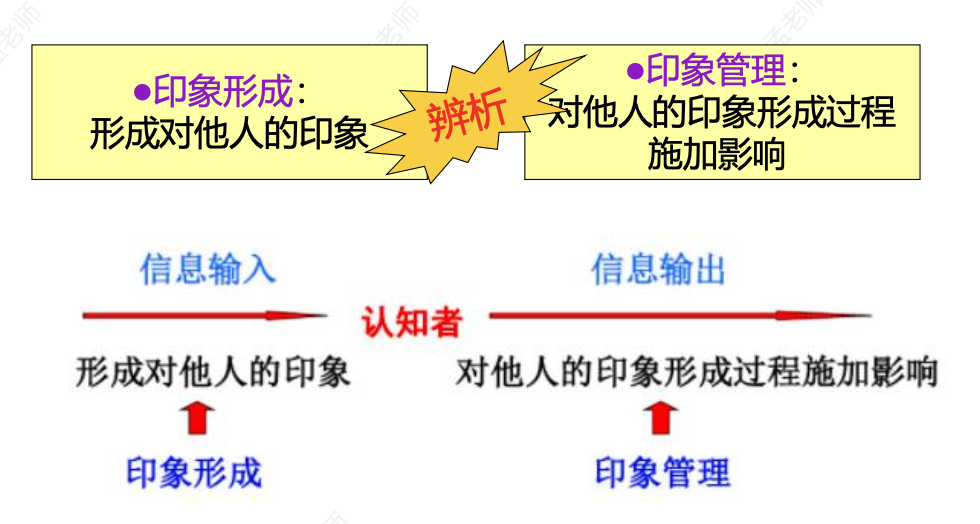 ●印象形成：
形成对他人的印象
辨析
●印象管理：
对他人的印象形成过程
施加影响
信息输入
信息输出
认知者
形成对他人的印象
对他人的印象形成过程施加影响
印象形成
印象管理